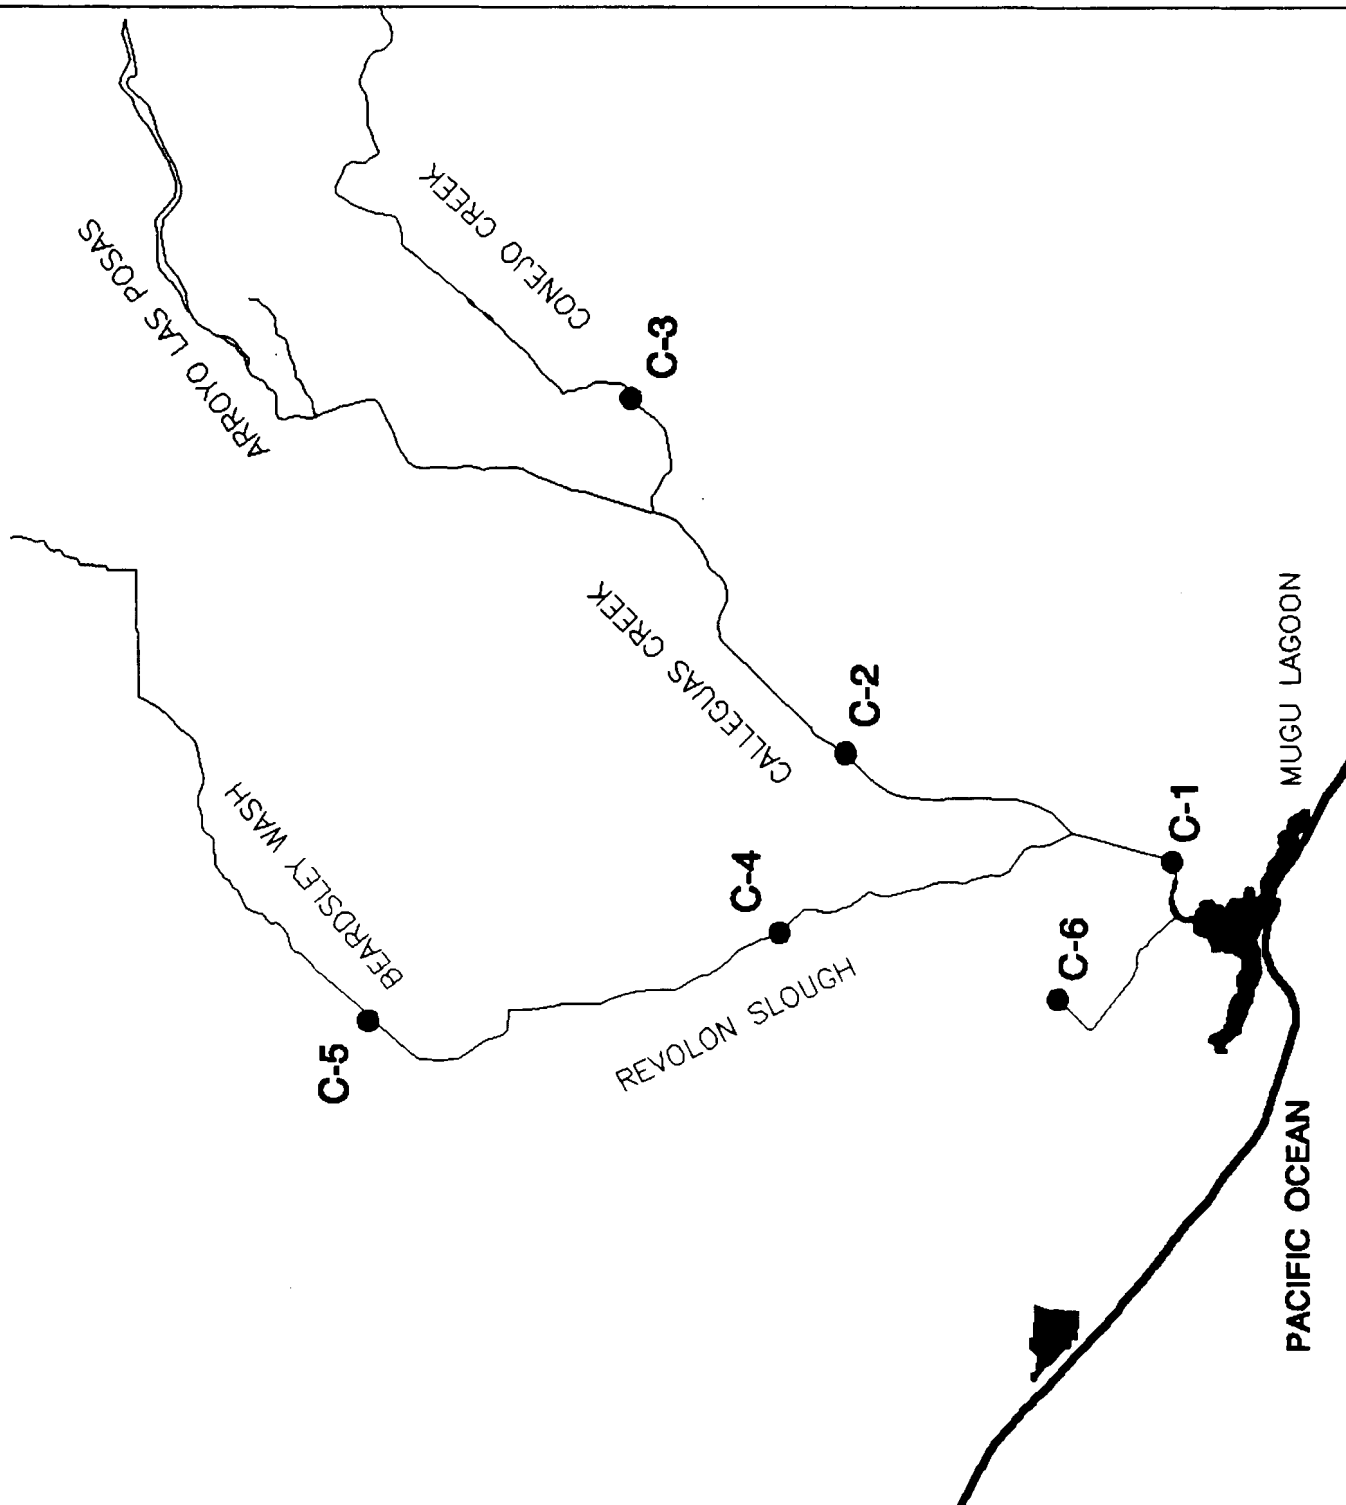 ARROYO LAS POSAS
CONEJO CREEK
C-3
CALLEGUAS CREEK
C-2
BEARDSLEY WASH
C-5
C-4
REVOLON SLOUGH
C-6
C-1
MUGU LAGOON
PACIFIC OCEAN